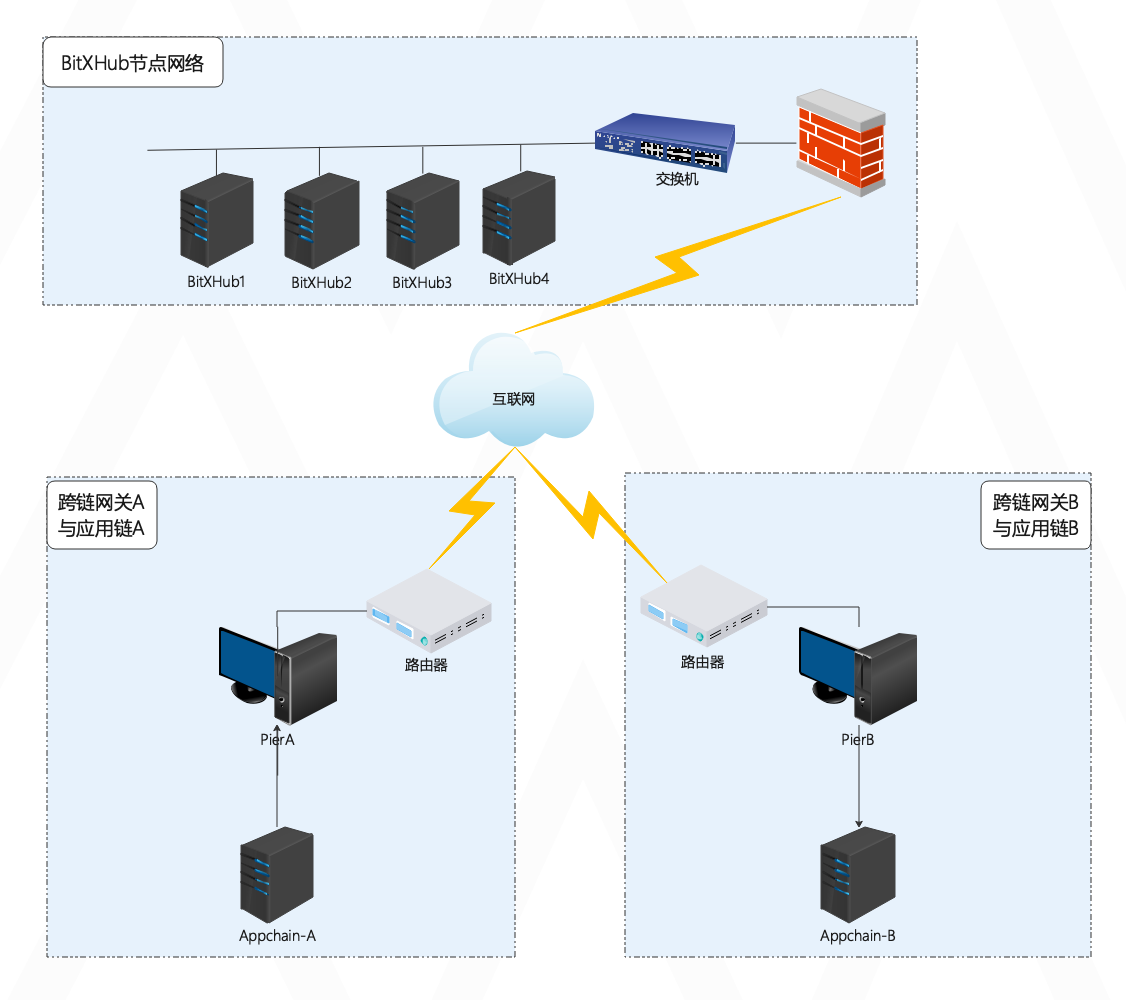 BitXHub节点网络
交换机
BitXHub1
BitXHub2
BitXHub3
BitXHub4
互联网
跨链网关A
与应用链A
跨链网关B
与应用链B
路由器
路由器
PierA
PierB
Appchain-A
Appchain-B